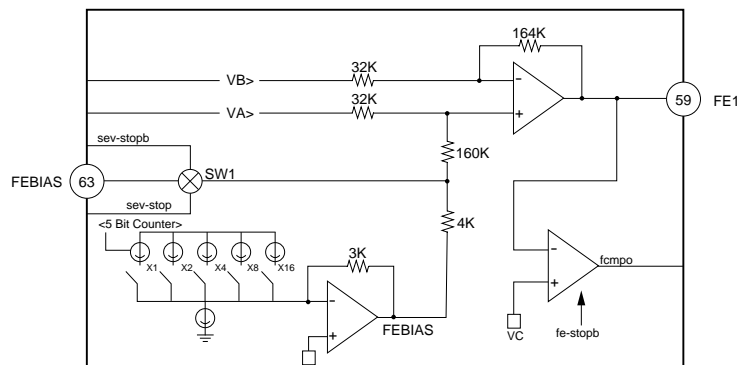 164K
32K
VB>
32K
VA>
59
FE1
sev-stopb
160K
FEBIAS
63
SW1
sev-stop
<5 Bit Counter>
4K
3K
X1
X2
X4
X8
X16
fcmpo
FEBIAS
VC
fe-stopb
−
+
−
+
−
+